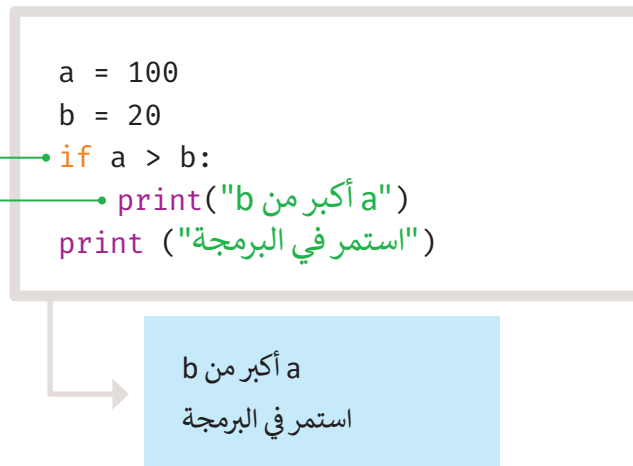 a = 100
b = 20
if a > b:
print("a أكبر من b")
print ("استمر في البرمجة")
a أكبر من b
استمر في البرمجة